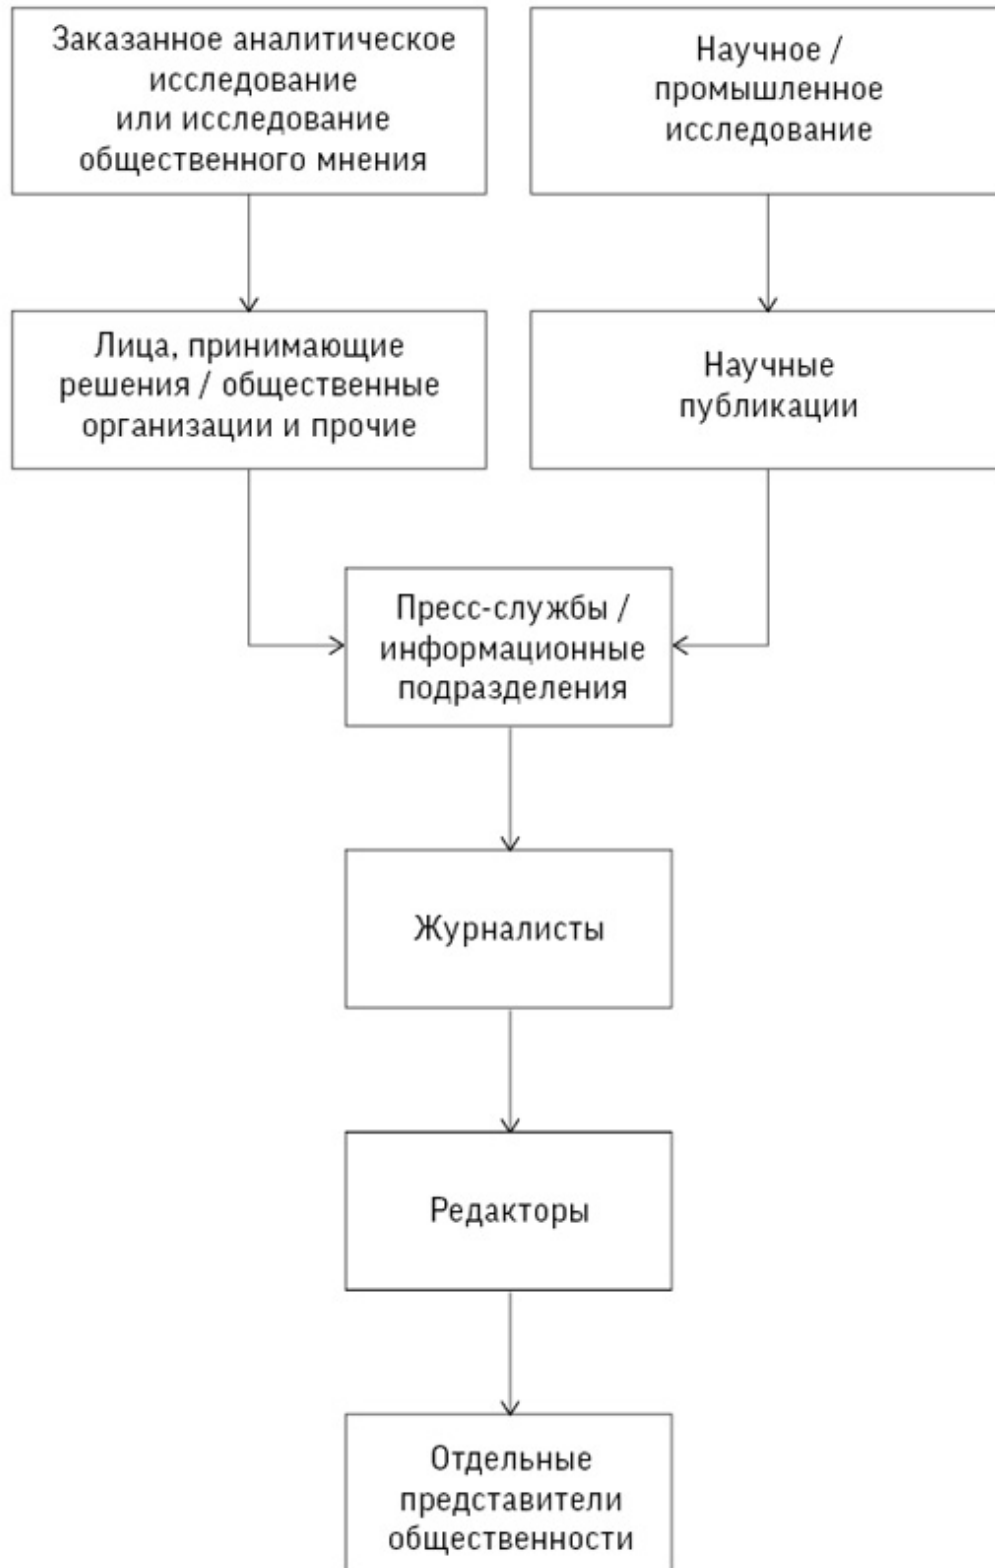 Заказанное аналитическое
исследование
или исследование
общественного мнения
Научное /
промышленное
исследование
Лица, принимающие
решения / общественные
организации и прочие
Научные
публикации
Пресс-службы /
информационные
подразделения
Журналисты
Редакторы
Отдельные
представители
общественности